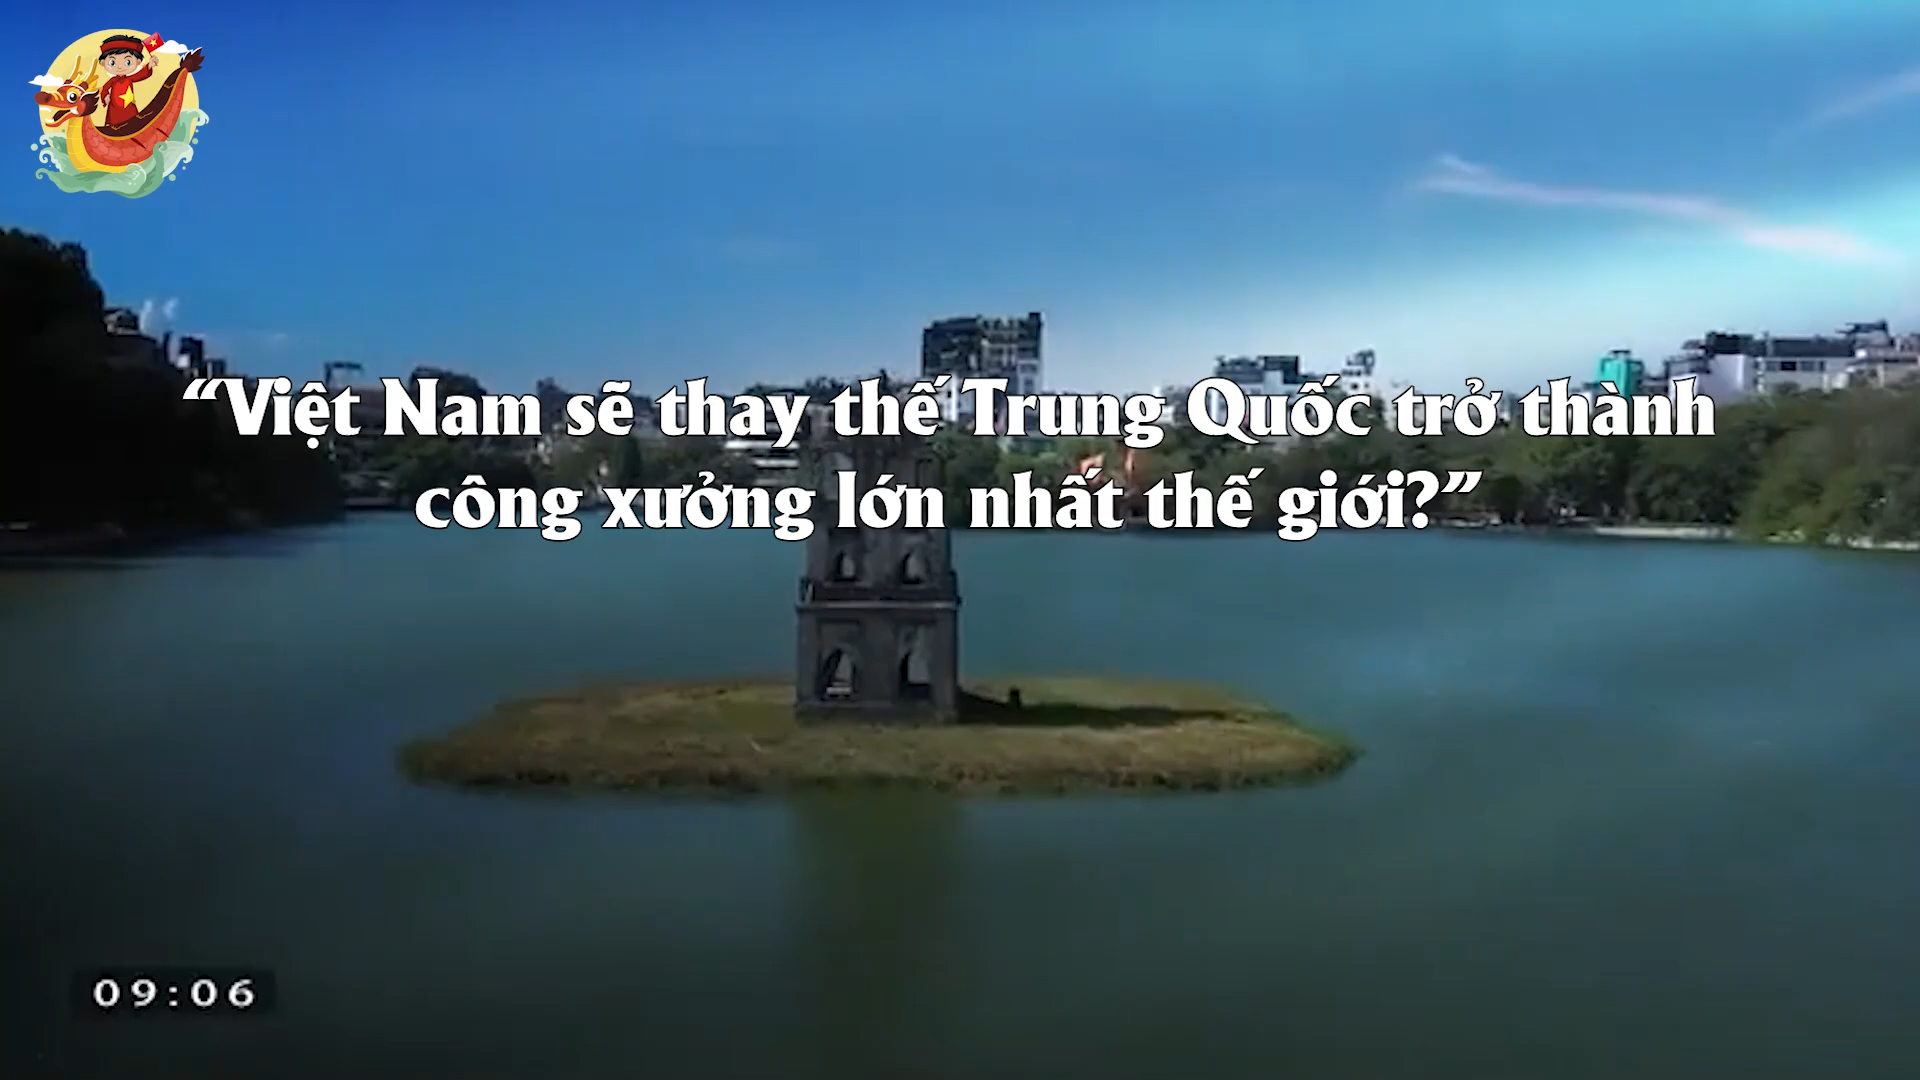 “Việt Nam sẽ thay thế Trung Quốc trở thành
công xưởng lớn nhất thế giới?”
09:06